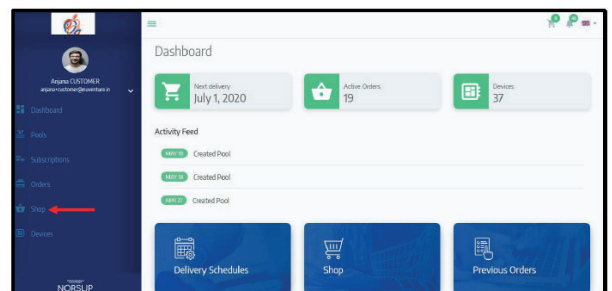 Dashboard
Anjana CUSTOMER
Dashboard
Pools
Subscriptions
Orders
Shop
Devices
NORSUP
Next delivery
July 1, 2020
Active Orders
19
Devices
37
Activity Feed
Created Pool
Created Pool
Created Pool
Delivery Schedules
Shop
Previous Orders